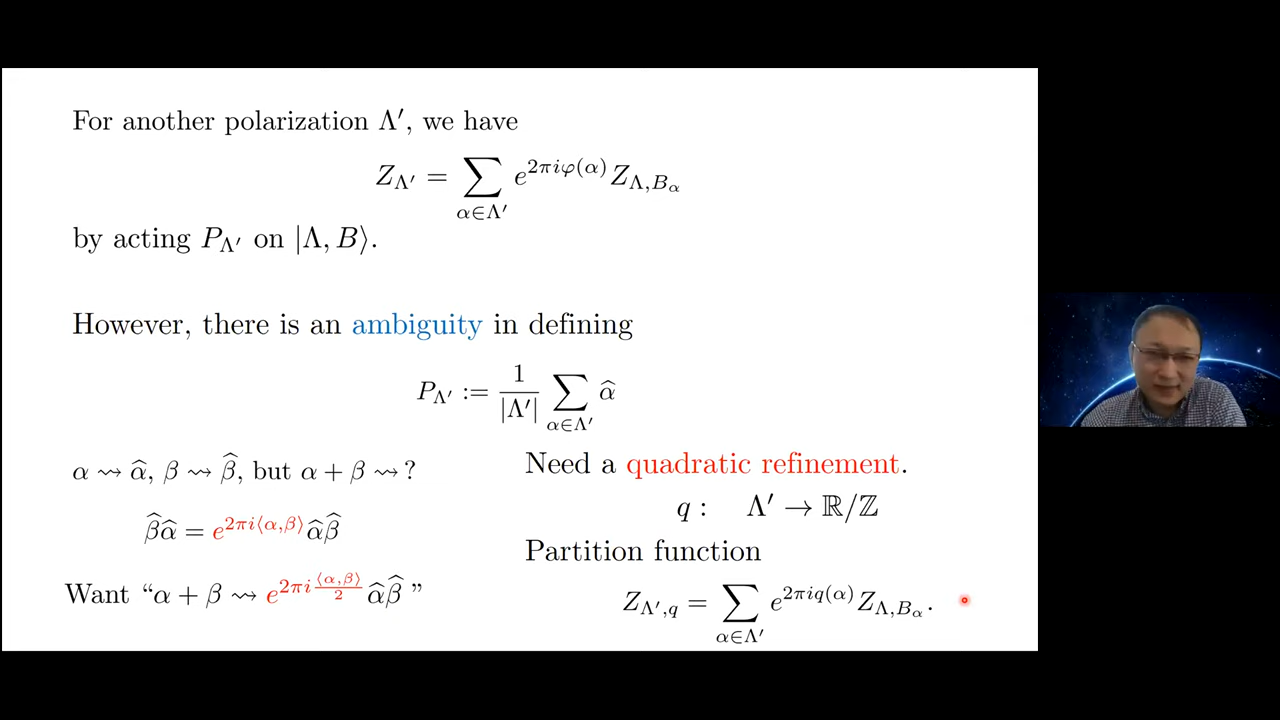 For another polarization Λ′, we have
Z_{Λ′} = ∑_{α∈Λ′} e^{2πiφ(α)} Z_{Λ,B_α}
by acting P_{Λ′} on |Λ, B⟩.
However, there is an ambiguity in defining
P_{Λ′} := 1/|Λ′| ∑_{α∈Λ′} α̂
α ⇝ α̂, β ⇝ β̂, but α + β ⇝ ?
β̂α̂ = e^{2πi⟨α,β⟩} α̂β̂
Want “α + β ⇝ e^{2πi ⟨α,β⟩/2} α̂β̂ ”
Need a quadratic refinement.
q : Λ′ → ℝ/ℤ
Partition function
Z_{Λ′,q} = ∑_{α∈Λ′} e^{2πiq(α)} Z_{Λ,B_α}.